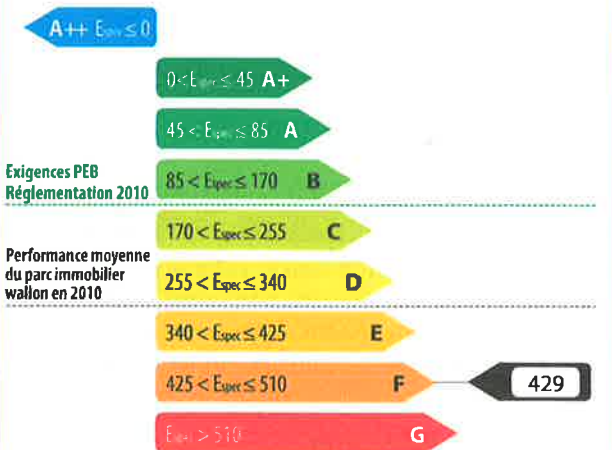 A++ Espec ≤ 0
0 < Espec ≤ 45 A+
45 < Espec ≤ 85 A
Exigences PEB
Réglementation 2010
85 < Espec ≤ 170 B
170 < Espec ≤ 255 C
Performance moyenne
du parc immobilier
wallon en 2010
255 < Espec ≤ 340 D
340 < Espec ≤ 425 E
425 < Espec ≤ 510 F
429
Espec > 510 G